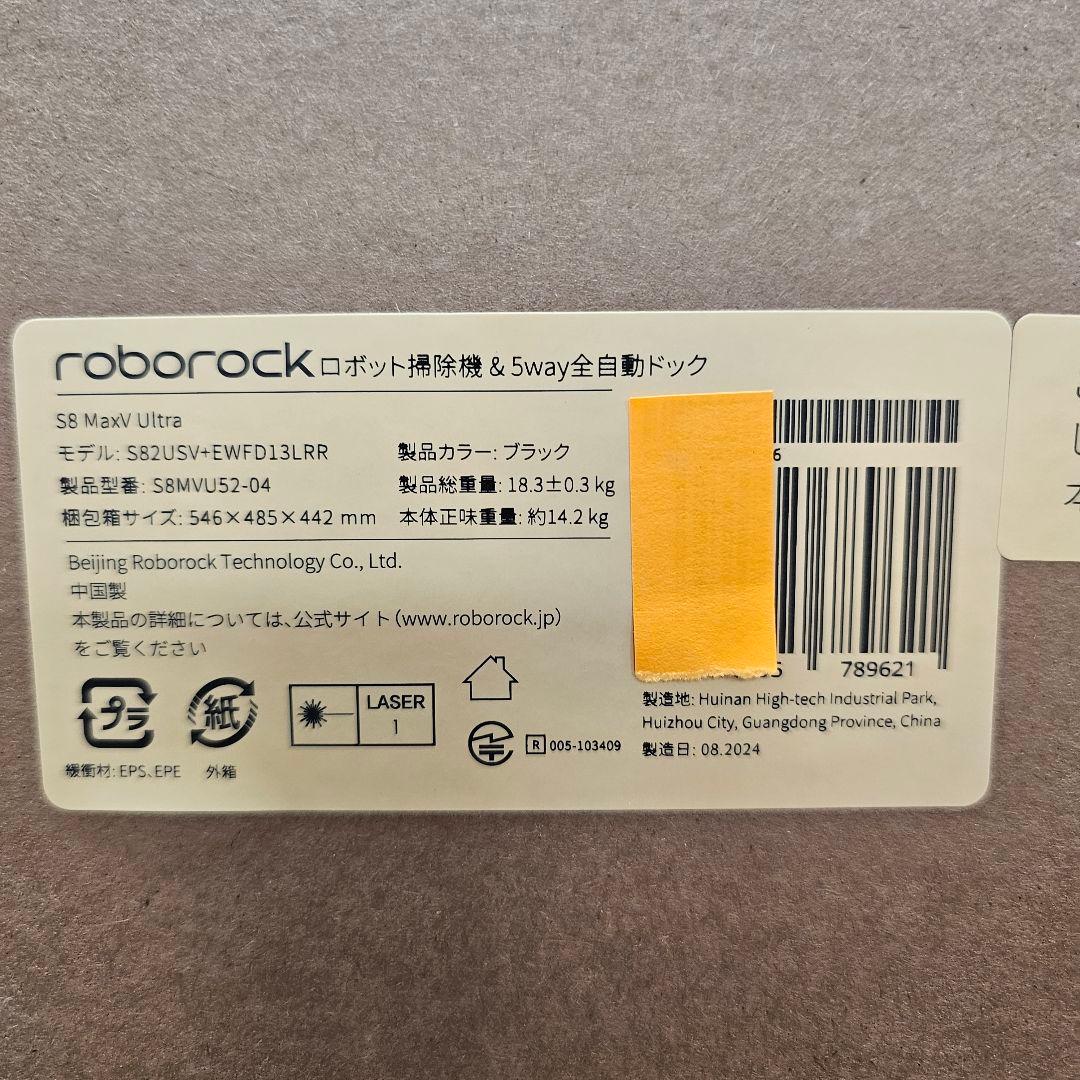 roborock ロボット掃除機 & 5way全自動ドック
S8 MaxV Ultra
モデル: S82USV+EWFD13LRR 製品カラー: ブラック
製品型番: S8MVU52-04 製品総重量: 18.3±0.3 kg
梱包箱サイズ: 546×485×442 mm 本体正味重量: 約14.2 kg
6
Beijing Roborock Technology Co., Ltd.
中国製
本製品の詳細については、公式サイト(www.roborock.jp)
をご覧ください
789621
プラ
紙
LASER
1
緩衝材: EPS、EPE 外箱
R 005-103409
製造地: Huinan High-tech Industrial Park,
Huizhou City, Guangdong Province, China
製造日: 08.2024
本